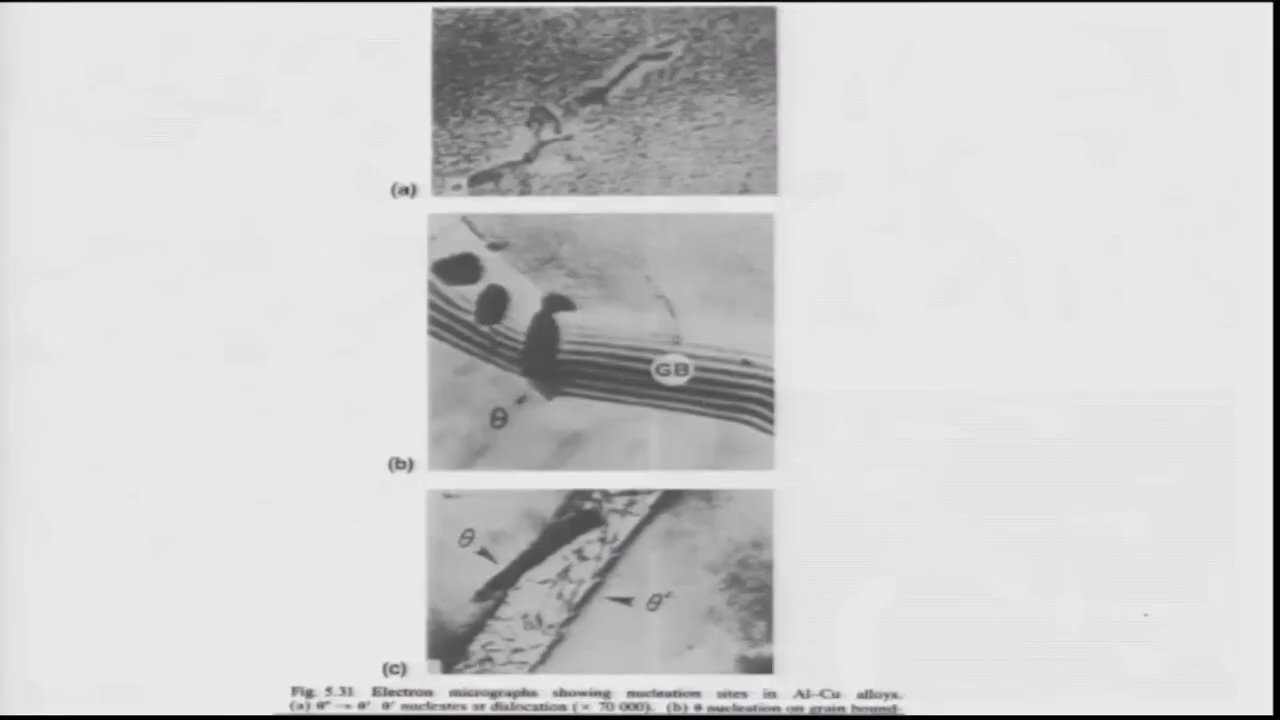 (a)
GB
θ
(b)
θ
θ′
(c)
Fig. 5.31 Electron micrographs showing nucleation sites in Al–Cu alloys.
(a) θ″ → θ′ θ′ nucleates at dislocation (× 70 000). (b) θ nucleation on grain bound-